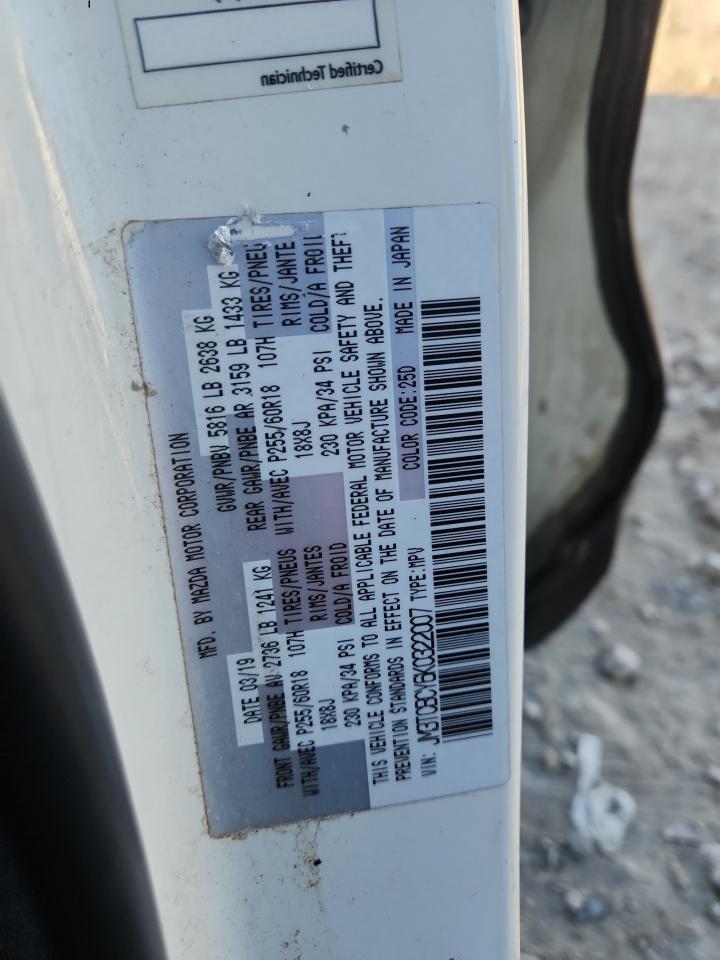 Certified Technician
MFD. BY MAZDA MOTOR CORPORATION
DATE 03/19 GVWR/PNBV 5816 LB 2638 KG
FRONT GAWR/PNBE AV 2736 LB 1241 KG REAR GAWR/PNBE AR 3159 LB 1433 KG
WITH/AVEC P255/60R18 107H TIRES/PNEUS WITH/AVEC P255/60R18 107H TIRES/PNEU
18X8J RIMS/JANTES 18X8J RIMS/JANTE
230 KPA/34 PSI COLD/A FROID 230 KPA/34 PSI COLD/A FROID
THIS VEHICLE CONFORMS TO ALL APPLICABLE FEDERAL MOTOR VEHICLE SAFETY AND THEFT
PREVENTION STANDARDS IN EFFECT ON THE DATE OF MANUFACTURE SHOWN ABOVE.
COLOR CODE:25D MADE IN JAPAN
VIN: JM3TCBCY6K0322007 TYPE:MPV